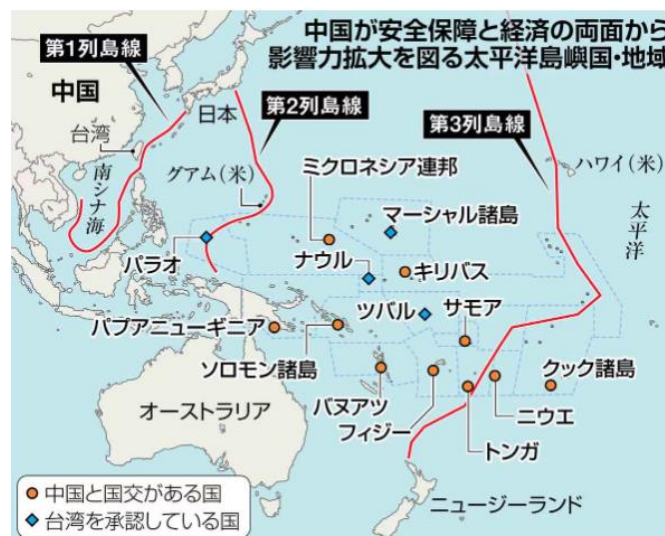 中国が安全保障と経済の両面から
影響力拡大を図る太平洋島嶼国・地域
第1列島線
中国
日本
第2列島線
第3列島線
台湾
南シナ海
グアム(米)
ミクロネシア連邦
ハワイ(米)
マーシャル諸島
太平洋
パラオ
ナウル
キリバス
ツバル
サモア
パプアニューギニア
ソロモン諸島
クック諸島
バヌアツ
ニウエ
フィジー
トンガ
オーストラリア
ニュージーランド
中国と国交がある国
台湾を承認している国